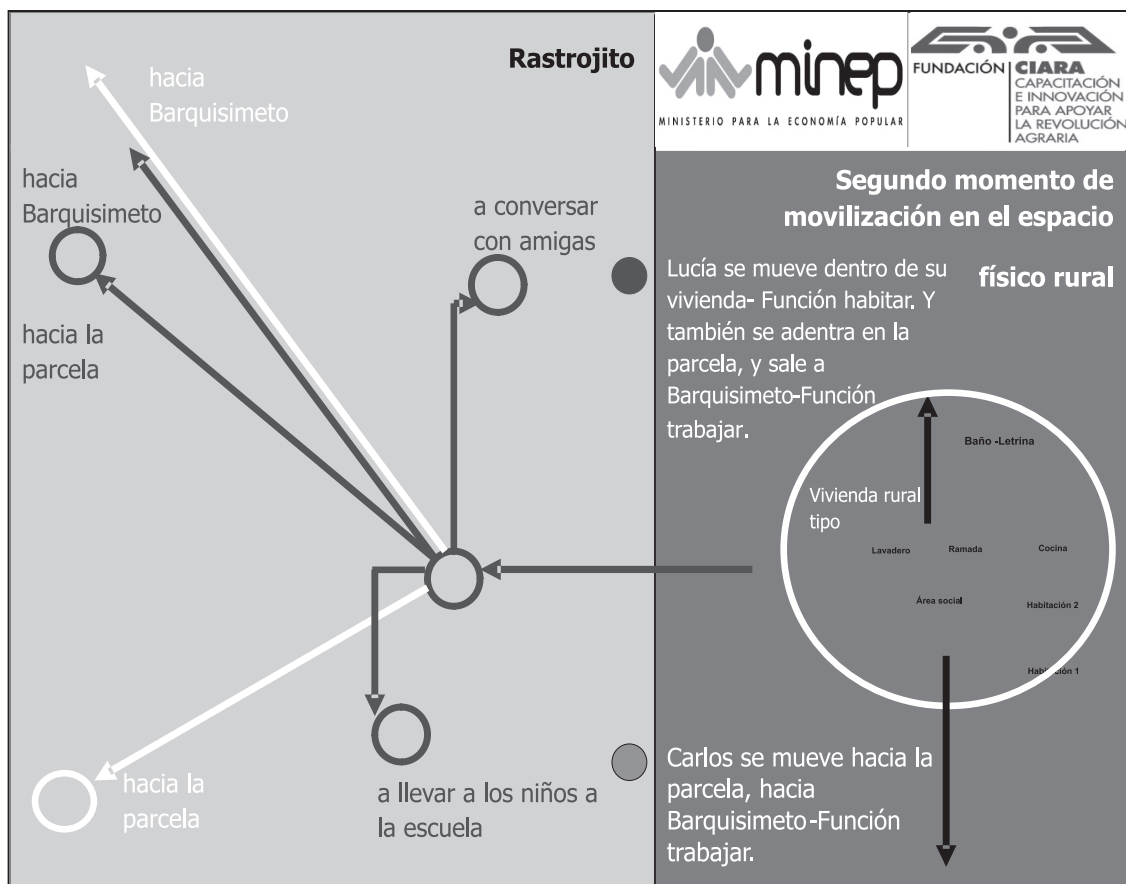 Rastrojito
hacia
Barquisimeto
hacia
Barquisimeto
a conversar
con amigas
hacia la
parcela
hacia la
parcela
a llevar a los niños a
la escuela
minep
MINISTERIO PARA LA ECONOMÍA POPULAR
FUNDACIÓN
CIARA
CAPACITACIÓN
E INNOVACIÓN
PARA APOYAR
LA REVOLUCIÓN
AGRARIA
Segundo momento de
movilización en el espacio
físico rural
Lucía se mueve dentro de su
vivienda- Función habitar. Y
también se adentra en la
parcela, y sale a
Barquisimeto-Función
trabajar.
Baño -Letrina
Vivienda rural
tipo
Lavadero
Ramada
Cocina
Área social
Habitación 2
Habitación 1
Carlos se mueve hacia la
parcela, hacia
Barquisimeto-Función
trabajar.